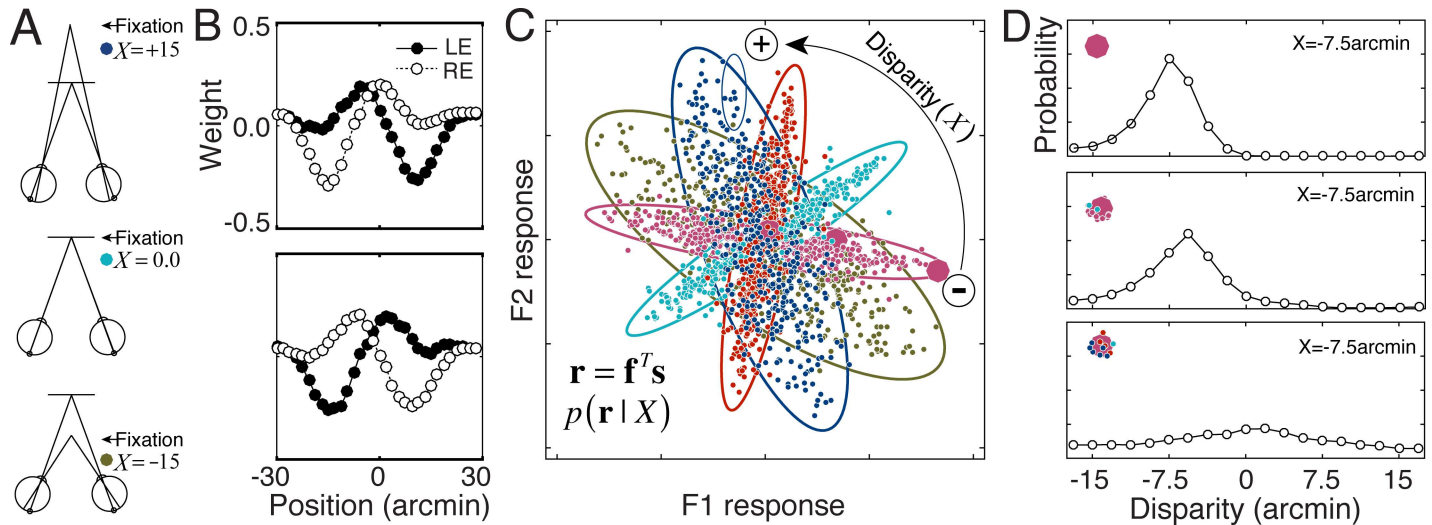 A
Fixation
X=+15
Fixation
X=0.0
Fixation
X=-15
B
Weight
0.5
0.0
-0.5
LE
RE
-30
0
30
Position (arcmin)
C
+
Disparity(X)
-
F2 response
r = f^T s
p(r | X)
F1 response
D
Probability
X=-7.5arcmin
X=-7.5arcmin
X=-7.5arcmin
-15
-7.5
0
7.5
15
Disparity (arcmin)